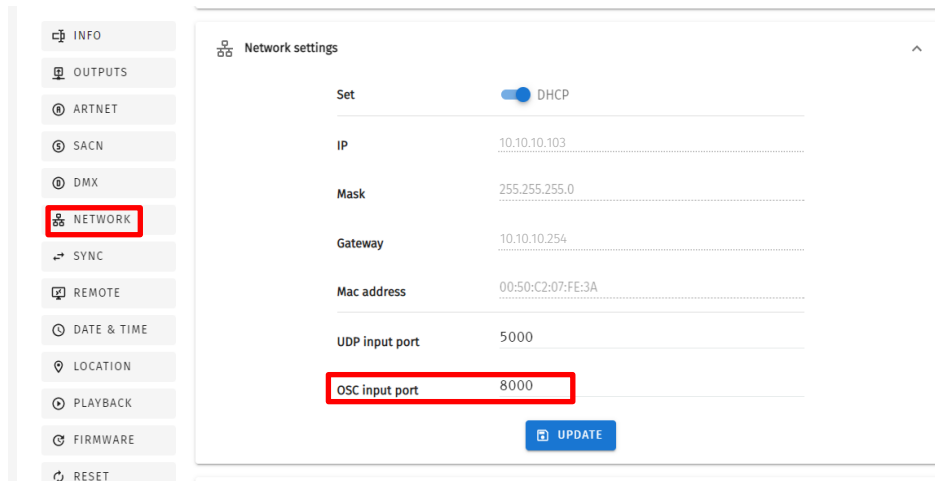 INFO
OUTPUTS
ARTNET
SACN
DMX
NETWORK
SYNC
REMOTE
DATE & TIME
LOCATION
PLAYBACK
FIRMWARE
RESET
Network settings
Set DHCP
IP 10.10.10.103
Mask 255.255.255.0
Gateway 10.10.10.254
Mac address 00:50:C2:07:FE:3A
UDP input port 5000
OSC input port 8000
UPDATE